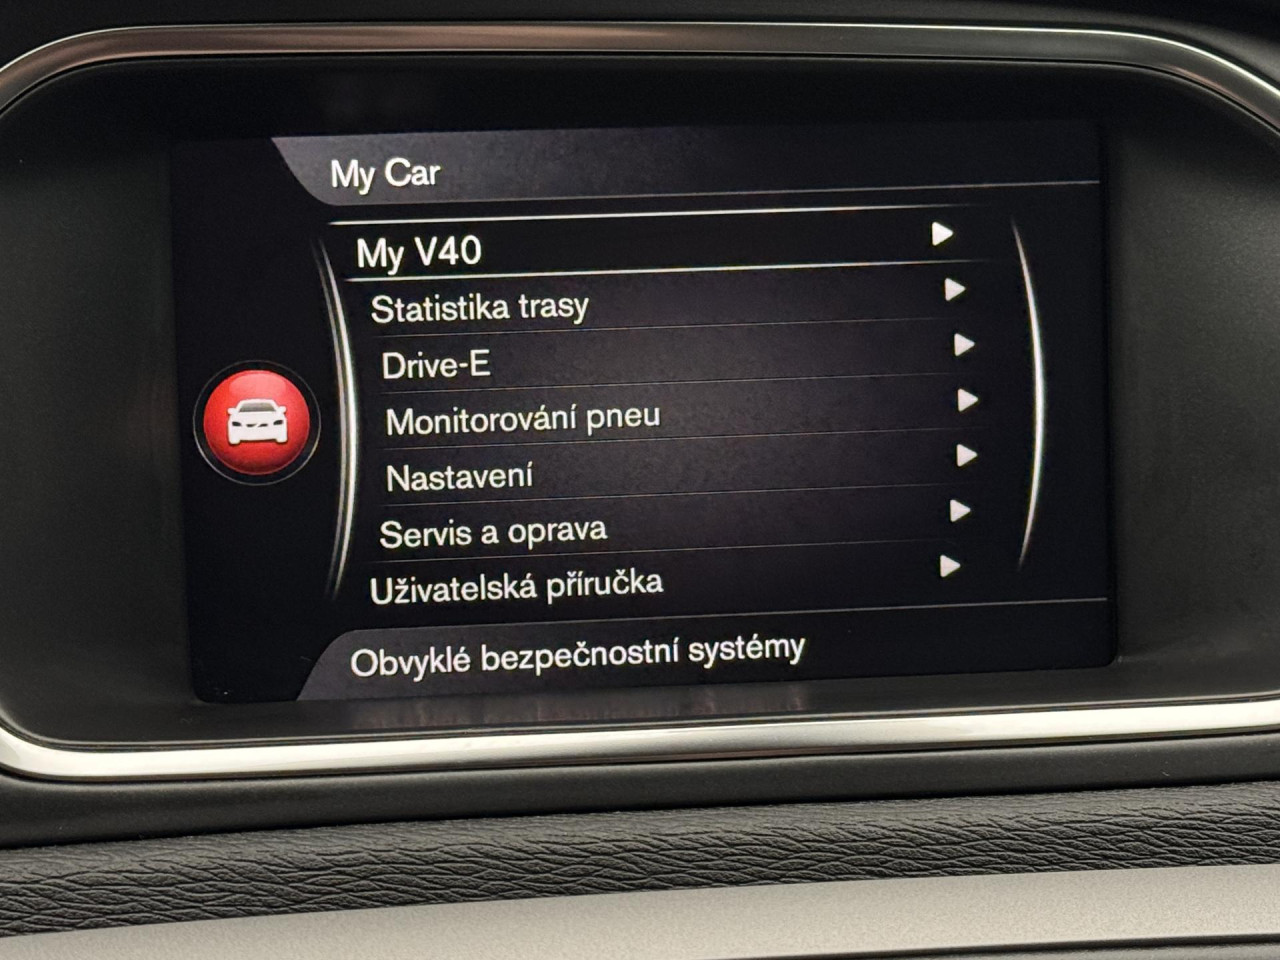 My Car
My V40
Statistika trasy
Drive-E
Monitorování pneu
Nastavení
Servis a oprava
Uživatelská příručka
Obvyklé bezpečnostní systémy